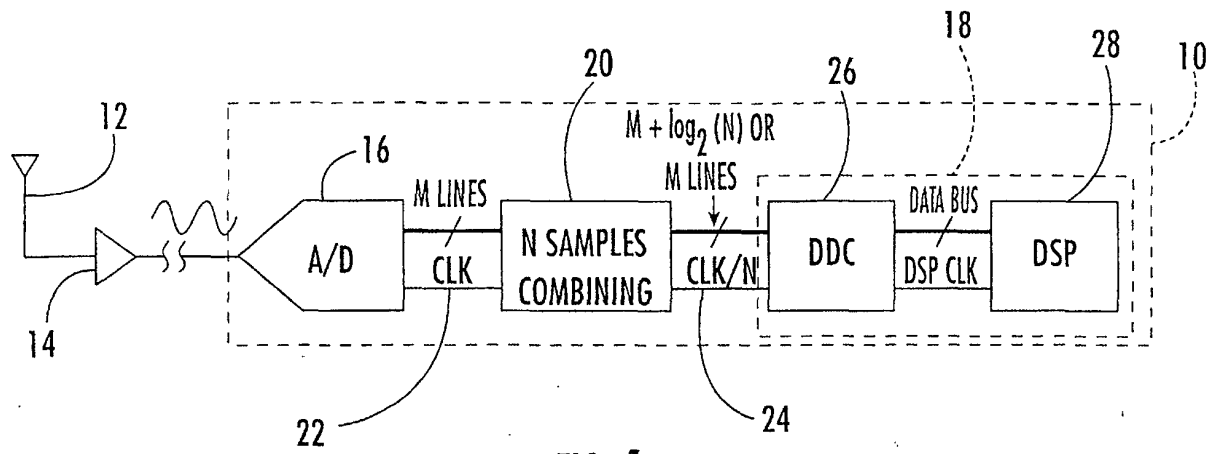 18
10
20
26
28
12
M + log₂ (N) OR
M LINES
16
M LINES
DATA BUS
A/D
N SAMPLES
COMBINING
DDC
DSP
CLK
CLK/N
DSP CLK
14
22
24